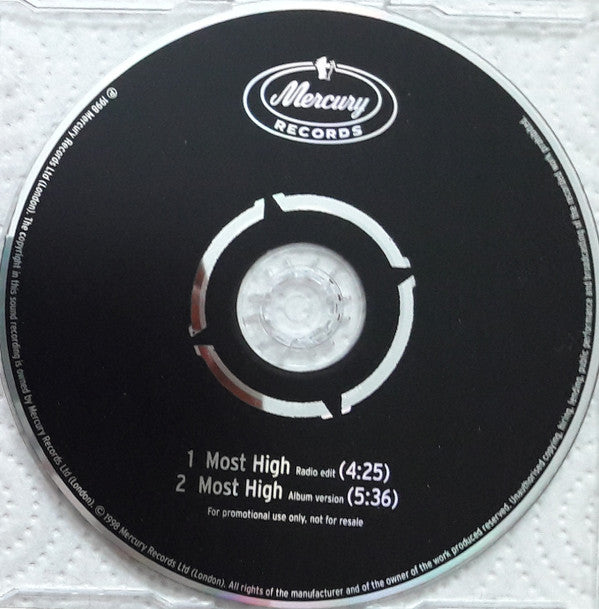 Mercury
RECORDS
1 Most High Radio edit (4:25)
2 Most High Album version (5:36)
For promotional use only, not for resale
℗ 1998 Mercury Records Ltd (London). The copyright in this sound recording is owned by Mercury Records Ltd (London). © 1998 Mercury Records Ltd (London). All rights of the manufacturer and of the owner of the work produced reserved. Unauthorised copying, hiring, lending, public performance and broadcasting of the recorded work prohibited.